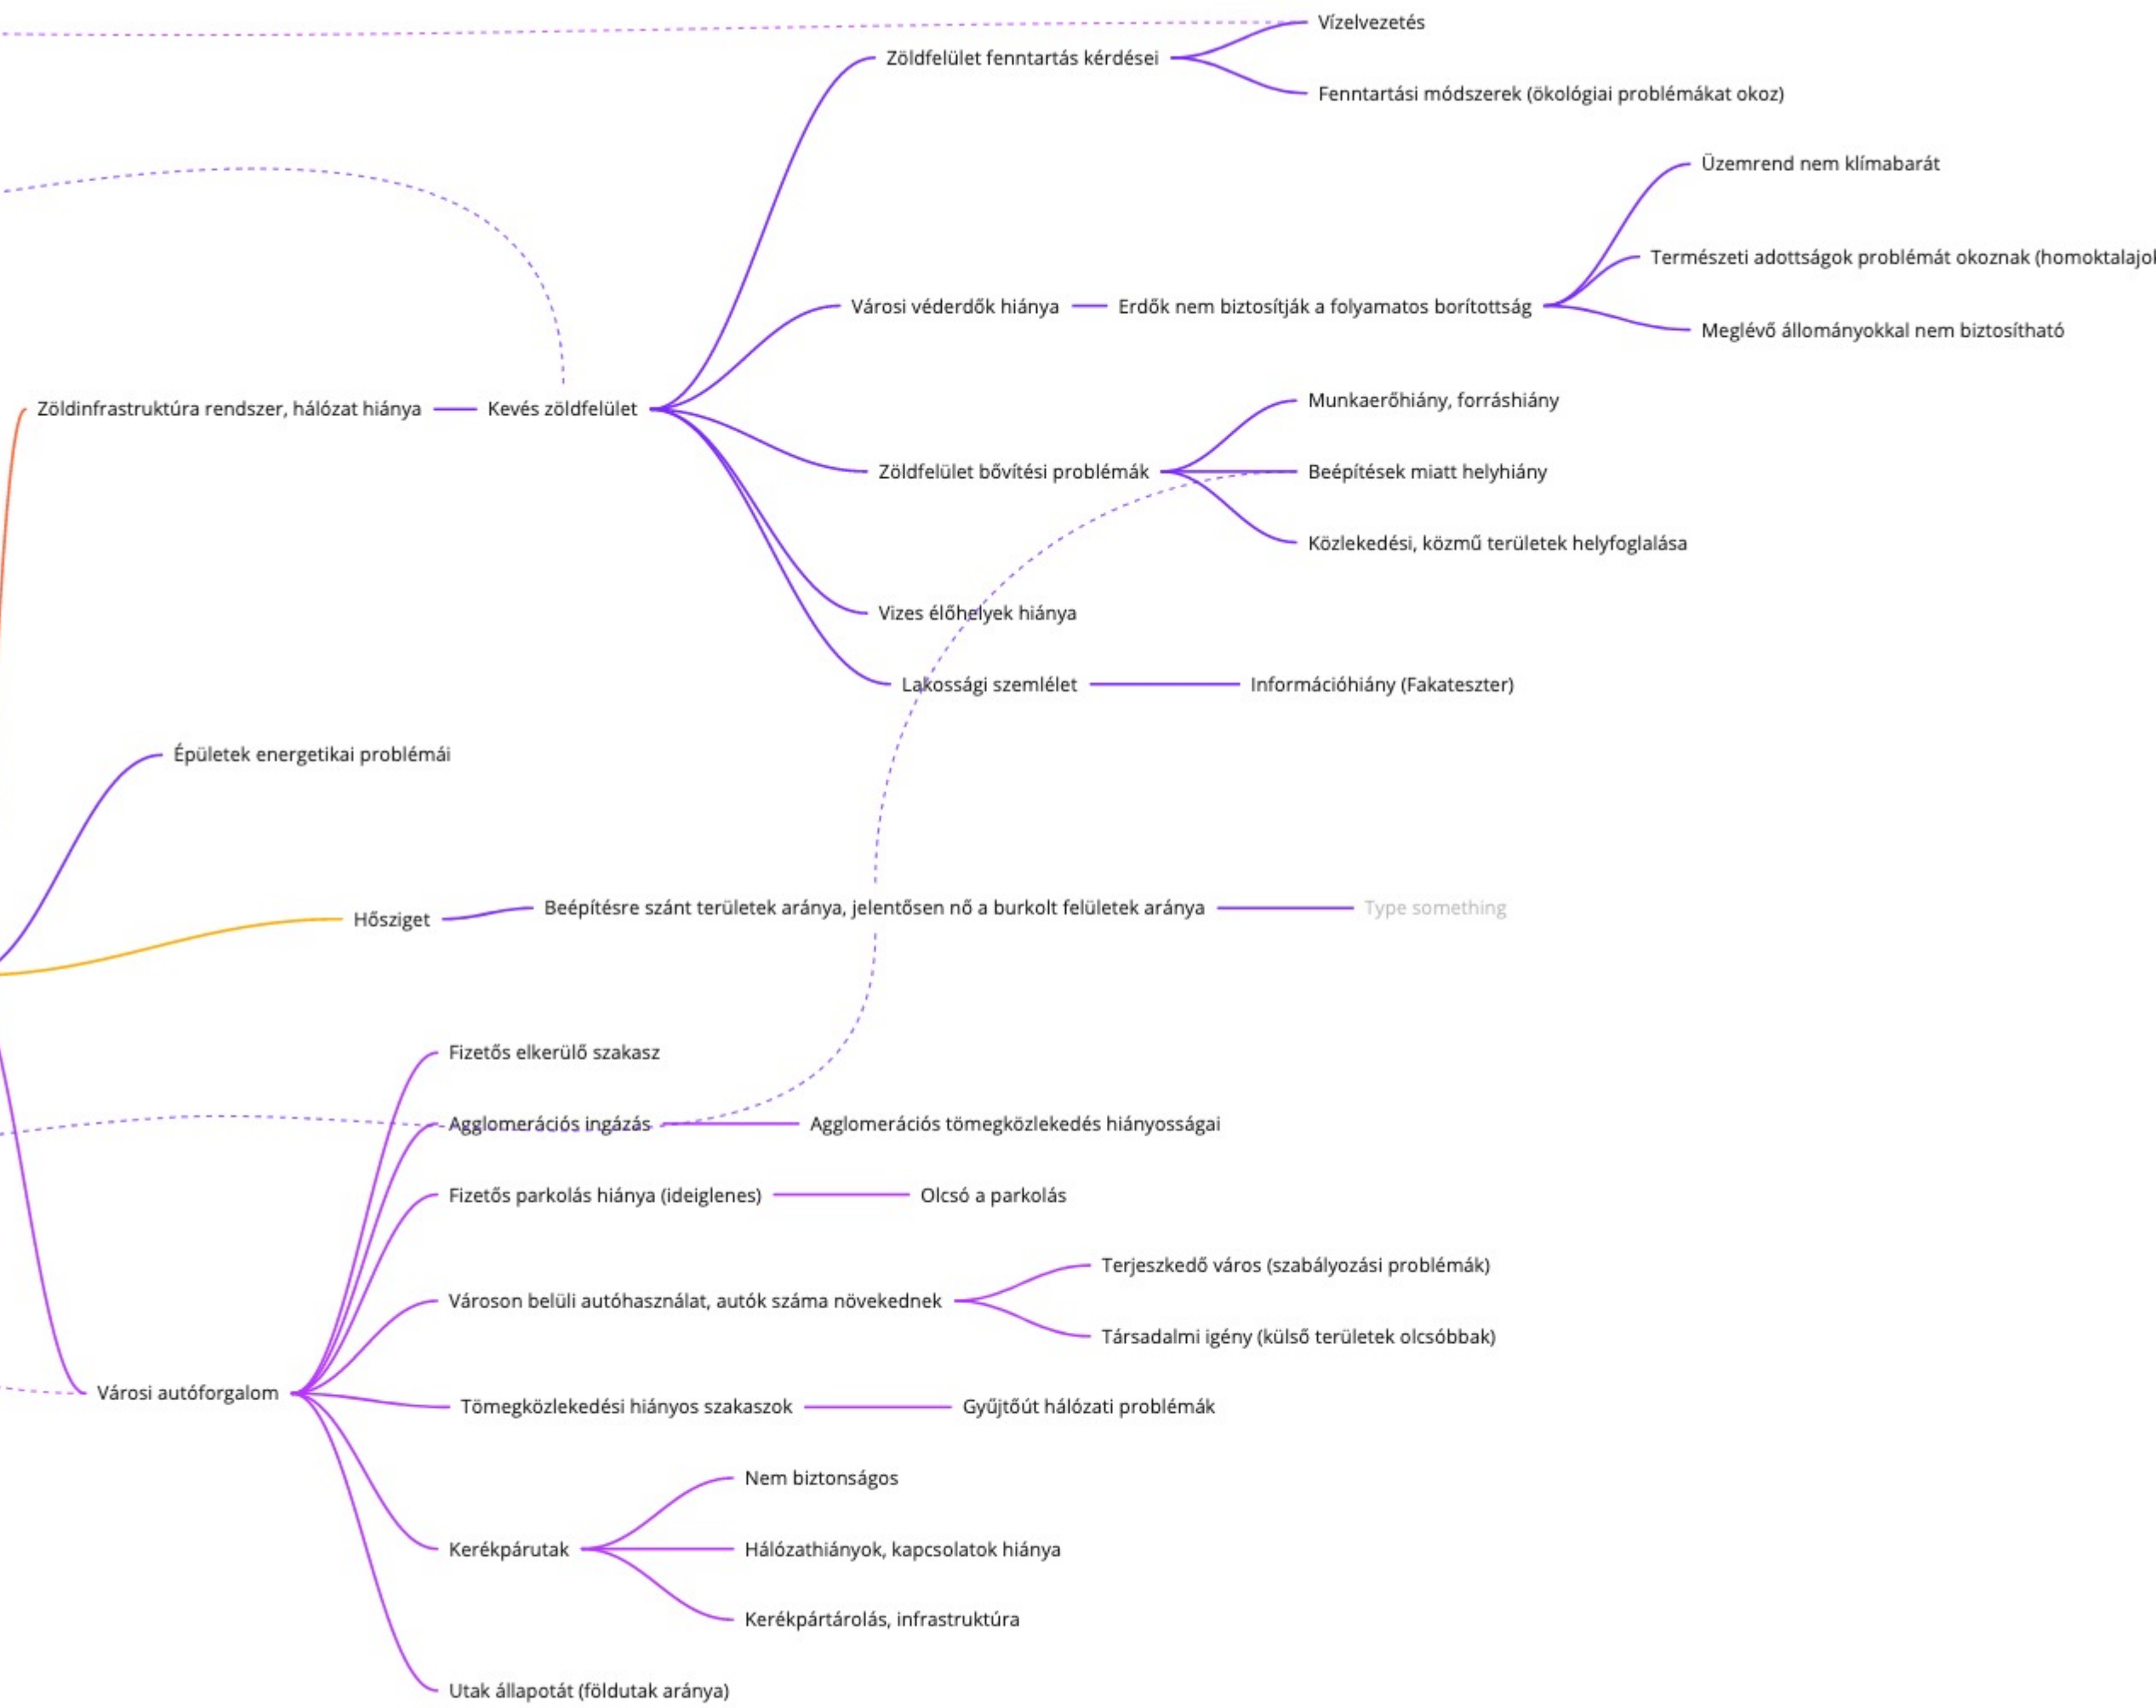 Vízelvezetés
Zöldfelület fenntartás kérdései
Fenntartási módszerek (ökológiai problémákat okoz)
Üzemrend nem klímabarát
Természeti adottságok problémát okoznak (homoktalajok
Városi véderdők hiánya
Erdők nem biztosítják a folyamatos borítottság
Meglévő állományokkal nem biztosítható
Zöldinfrastruktúra rendszer, hálózat hiánya
Kevés zöldfelület
Munkaerőhiány, forráshiány
Zöldfelület bővítési problémák
Beépítések miatt helyhiány
Közlekedési, közmű területek helyfoglalása
Vizes élőhelyek hiánya
Lakossági szemlélet
Információhiány (Fakateszter)
Épületek energetikai problémái
Hősziget
Beépítésre szánt területek aránya, jelentősen nő a burkolt felületek aránya
Type something
Fizetős elkerülő szakasz
Agglomerációs ingázás
Agglomerációs tömegközlekedés hiányosságai
Fizetős parkolás hiánya (ideiglenes)
Olcsó a parkolás
Terjeszkedő város (szabályozási problémák)
Városon belüli autóhasználat, autók száma növekednek
Társadalmi igény (külső területek olcsóbbak)
Városi autóforgalom
Tömegközlekedési hiányos szakaszok
Gyűjtőút hálózati problémák
Nem biztonságos
Kerékpárutak
Hálózathiányok, kapcsolatok hiánya
Kerékpártárolás, infrastruktúra
Utak állapotát (földutak aránya)